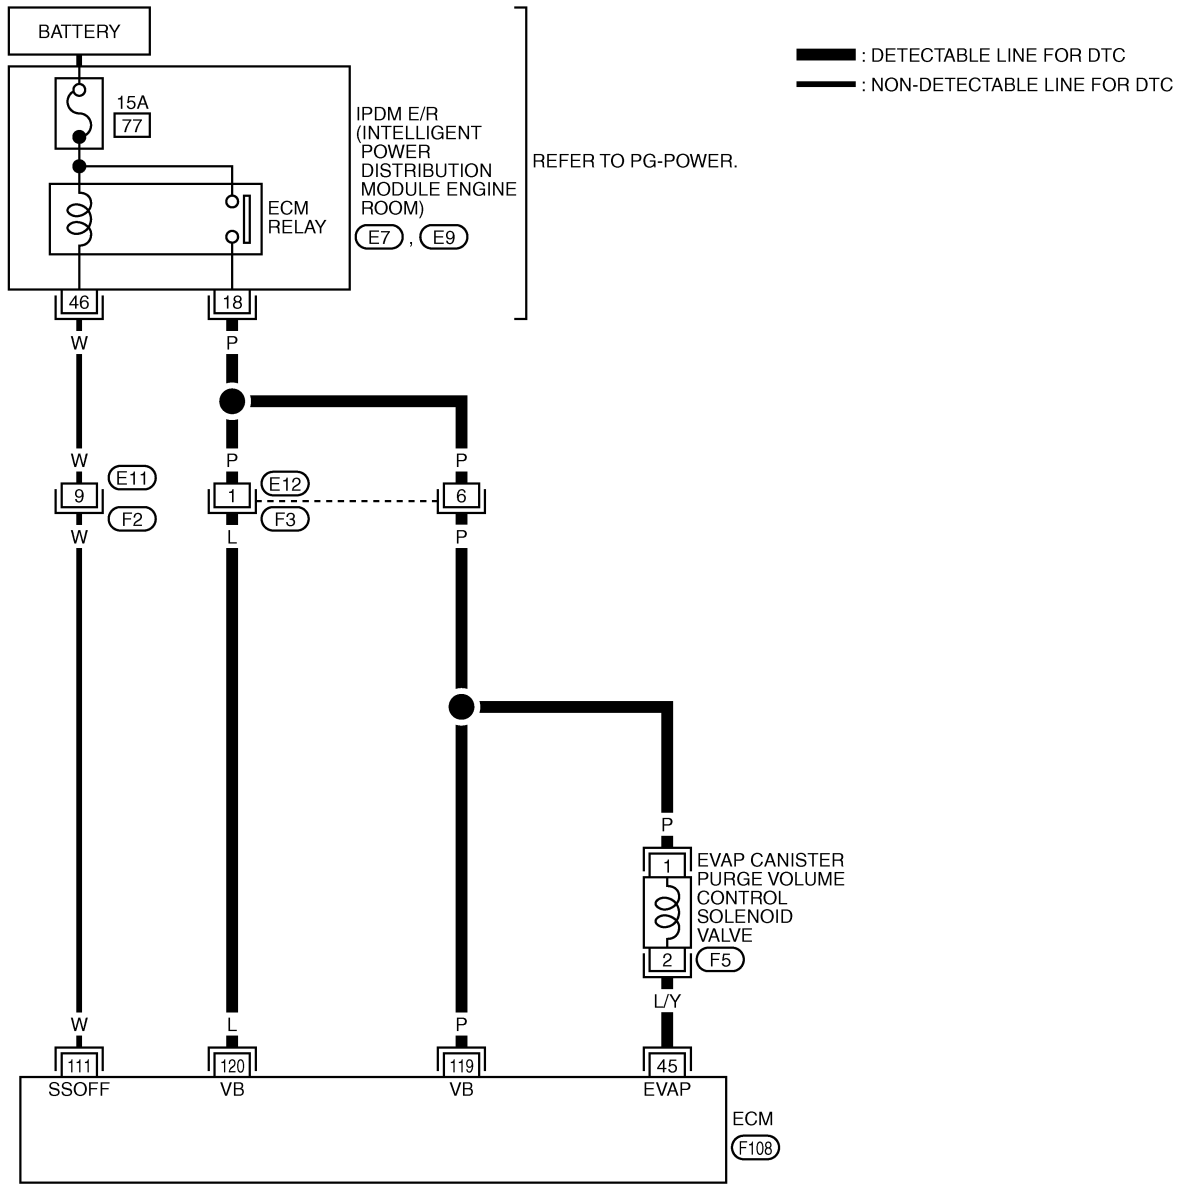 BATTERY
: DETECTABLE LINE FOR DTC
: NON-DETECTABLE LINE FOR DTC
15A
77
IPDM E/R
(INTELLIGENT
POWER
DISTRIBUTION
MODULE ENGINE
ROOM)
E7 , E9
REFER TO PG-POWER.
ECM
RELAY
46
18
W
P
W
P
P
9
E11
F2
1
E12
F3
6
W
L
P
P
1
EVAP CANISTER
PURGE VOLUME
CONTROL
SOLENOID
VALVE
2
F5
L/Y
W
L
P
111
120
119
45
SSOFF
VB
VB
EVAP
ECM
F108